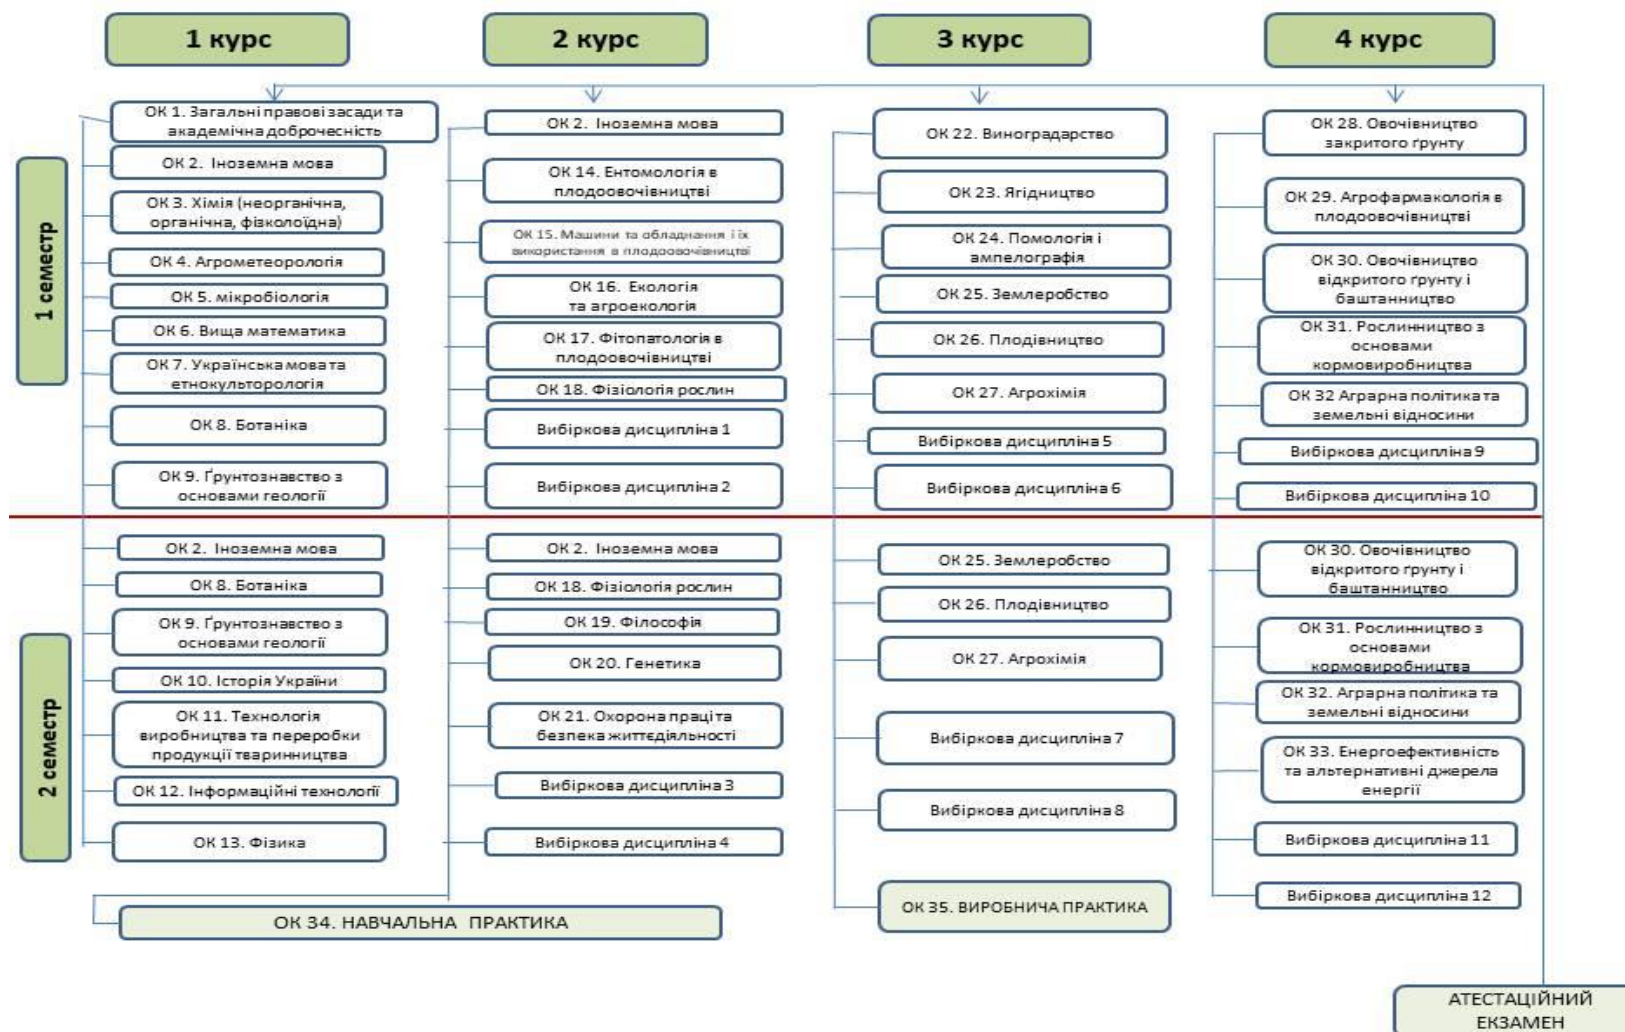 1 курс
2 курс
3 курс
4 курс
1 семестр
ОК 1. Загальні правові засади та
академічна доброчесність
ОК 2. Іноземна мова
ОК 3. Хімія (неорганічна,
органічна, фізколоїдна)
ОК 4. Агрометеорологія
ОК 5. мікробіологія
ОК 6. Вища математика
ОК 7. Українська мова та
етнокульторологія
ОК 8. Ботаніка
ОК 9. Ґрунтознавство з
основами геології
ОК 2. Іноземна мова
ОК 14. Ентомологія в
плодоовочівництві
ОК 15. Машини та обладнання і їх
використання в плодоовочівництві
ОК 16. Екологія
та агроекологія
ОК 17. Фітопатологія в
плодоовочівництві
ОК 18. Фізіологія рослин
Вибіркова дисципліна 1
Вибіркова дисципліна 2
ОК 22. Виноградарство
ОК 23. Ягідництво
ОК 24. Помологія і
ампелографія
ОК 25. Землеробство
ОК 26. Плодівництво
ОК 27. Агрохімія
Вибіркова дисципліна 5
Вибіркова дисципліна 6
ОК 28. Овочівництво
закритого ґрунту
ОК 29. Агрофармакологія в
плодоовочівництві
ОК 30. Овочівництво
відкритого ґрунту і
баштанництво
ОК 31. Рослинництво з
основами
кормовиробництва
ОК 32 Аграрна політика та
земельні відносини
Вибіркова дисципліна 9
Вибіркова дисципліна 10
2 семестр
ОК 2. Іноземна мова
ОК 8. Ботаніка
ОК 9. Ґрунтознавство з
основами геології
ОК 10. Історія України
ОК 11. Технологія
виробництва та переробки
продукції тваринництва
ОК 12. Інформаційні технології
ОК 13. Фізика
ОК 2. Іноземна мова
ОК 18. Фізіологія рослин
ОК 19. Філософія
ОК 20. Генетика
ОК 21. Охорона праці та
безпека життєдіяльності
Вибіркова дисципліна 3
Вибіркова дисципліна 4
ОК 25. Землеробство
ОК 26. Плодівництво
ОК 27. Агрохімія
Вибіркова дисципліна 7
Вибіркова дисципліна 8
ОК 30. Овочівництво
відкритого ґрунту і
баштанництво
ОК 31. Рослинництво з
основами
кормовиробництва
ОК 32. Аграрна політика та
земельні відносини
ОК 33. Енергоефективність
та альтернативні джерела
енергії
Вибіркова дисципліна 11
Вибіркова дисципліна 12
ОК 34. НАВЧАЛЬНА ПРАКТИКА
ОК 35. ВИРОБНИЧА ПРАКТИКА
АТЕСТАЦІЙНИЙ
ЕКЗАМЕН